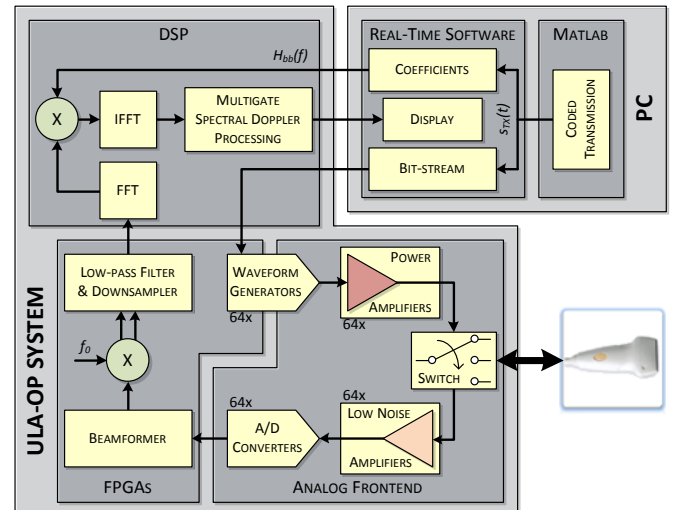 DSP
H_bb(f)
X
IFFT
MULTIGATE
SPECTRAL DOPPLER
PROCESSING
FFT
REAL-TIME SOFTWARE
COEFFICIENTS
DISPLAY
BIT-STREAM
s_TX(t)
MATLAB
CODED
TRANSMISSION
PC
ULA-OP SYSTEM
LOW-PASS FILTER
& DOWNSAMPLER
f_0
X
BEAMFORMER
FPGAS
WAVEFORM
GENERATORS
64x
POWER
AMPLIFIERS
64x
SWITCH
64x
A/D
CONVERTERS
64x
LOW NOISE
AMPLIFIERS
ANALOG FRONTEND